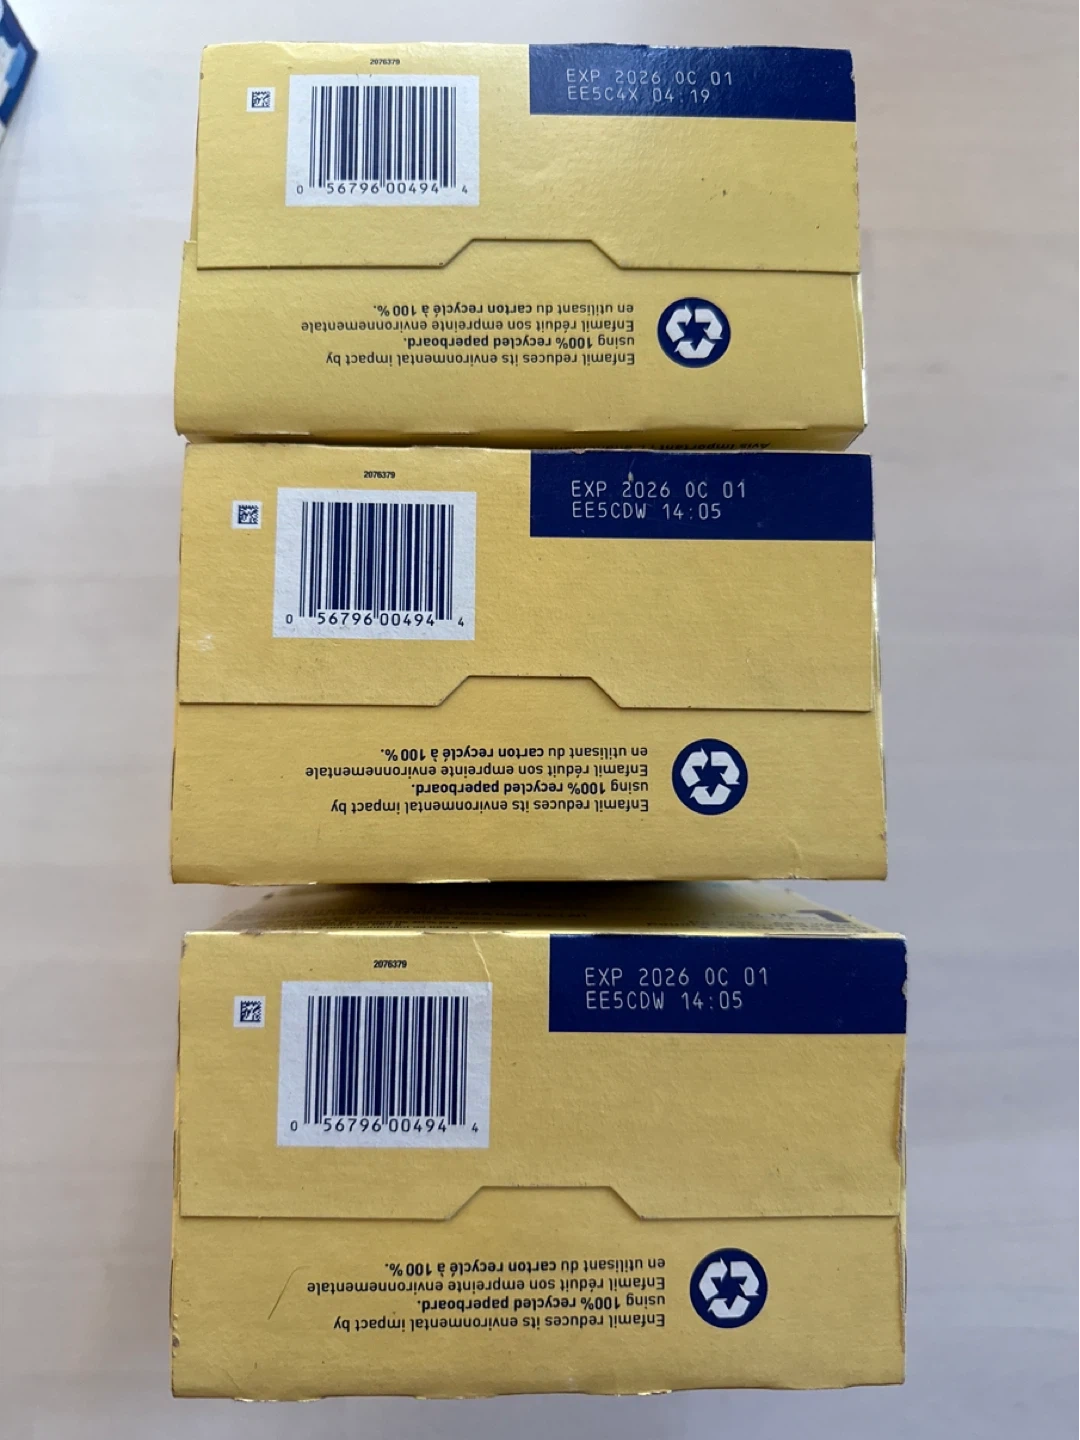 2076379
EXP 2026 OC 01
EE5C4X 04:19
0 56796 00494 4
en utilisant du carton recyclé à 100 %.
Enfamil réduit son empreinte environnementale
using 100% recycled paperboard.
Enfamil reduces its environmental impact by
Avis important
2076379
EXP 2026 OC 01
EE5CDW 14:05
0 56796 00494 4
en utilisant du carton recyclé à 100 %.
Enfamil réduit son empreinte environnementale
using 100% recycled paperboard.
Enfamil reduces its environmental impact by
2076379
EXP 2026 OC 01
EE5CDW 14:05
0 56796 00494 4
en utilisant du carton recyclé à 100 %.
Enfamil réduit son empreinte environnementale
using 100% recycled paperboard.
Enfamil reduces its environmental impact by